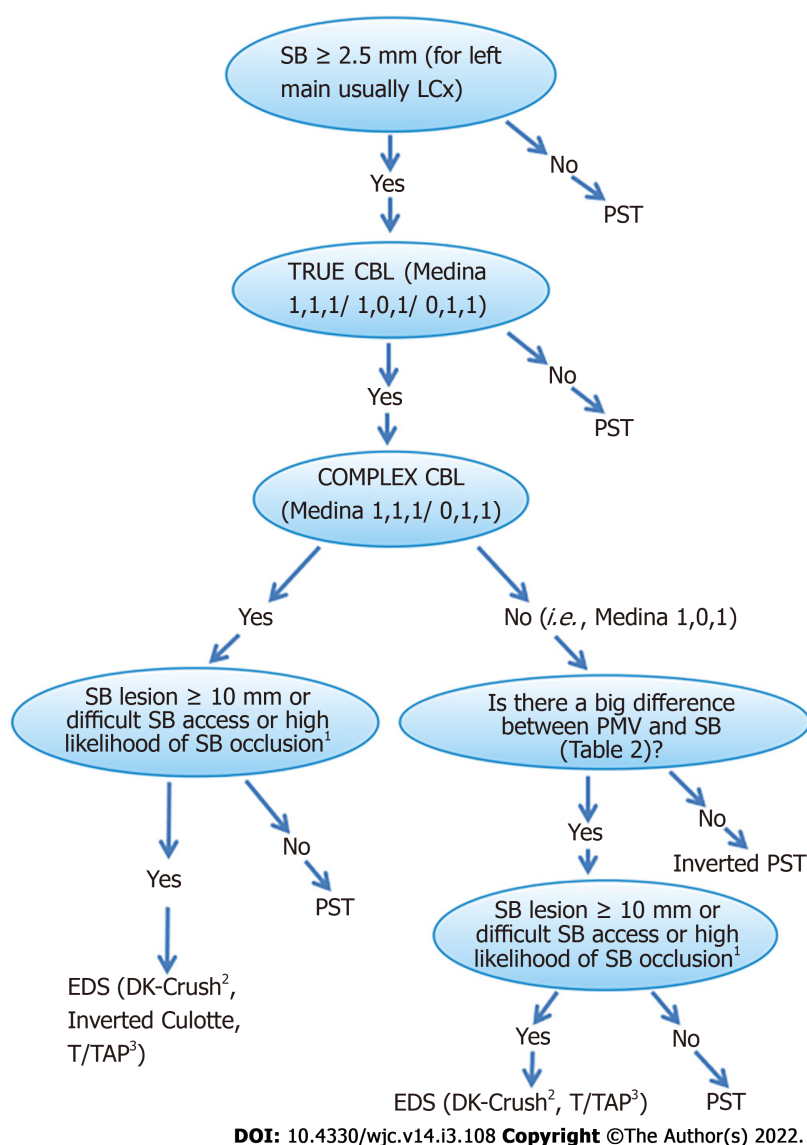 SB ≥ 2.5 mm (for left
main usually LCx)
No
Yes
PST
TRUE CBL (Medina
1,1,1/ 1,0,1/ 0,1,1)
No
Yes
PST
COMPLEX CBL
(Medina 1,1,1/ 0,1,1)
Yes
No (i.e., Medina 1,0,1)
SB lesion ≥ 10 mm or
difficult SB access or high
likelihood of SB occlusion¹
Is there a big difference
between PMV and SB
(Table 2)?
Yes
No
PST
Yes
No
Inverted PST
EDS (DK-Crush²,
Inverted Culotte,
T/TAP³)
SB lesion ≥ 10 mm or
difficult SB access or high
likelihood of SB occlusion¹
Yes
No
EDS (DK-Crush², T/TAP³)
PST
DOI: 10.4330/wjc.v14.i3.108 Copyright ©The Author(s) 2022.